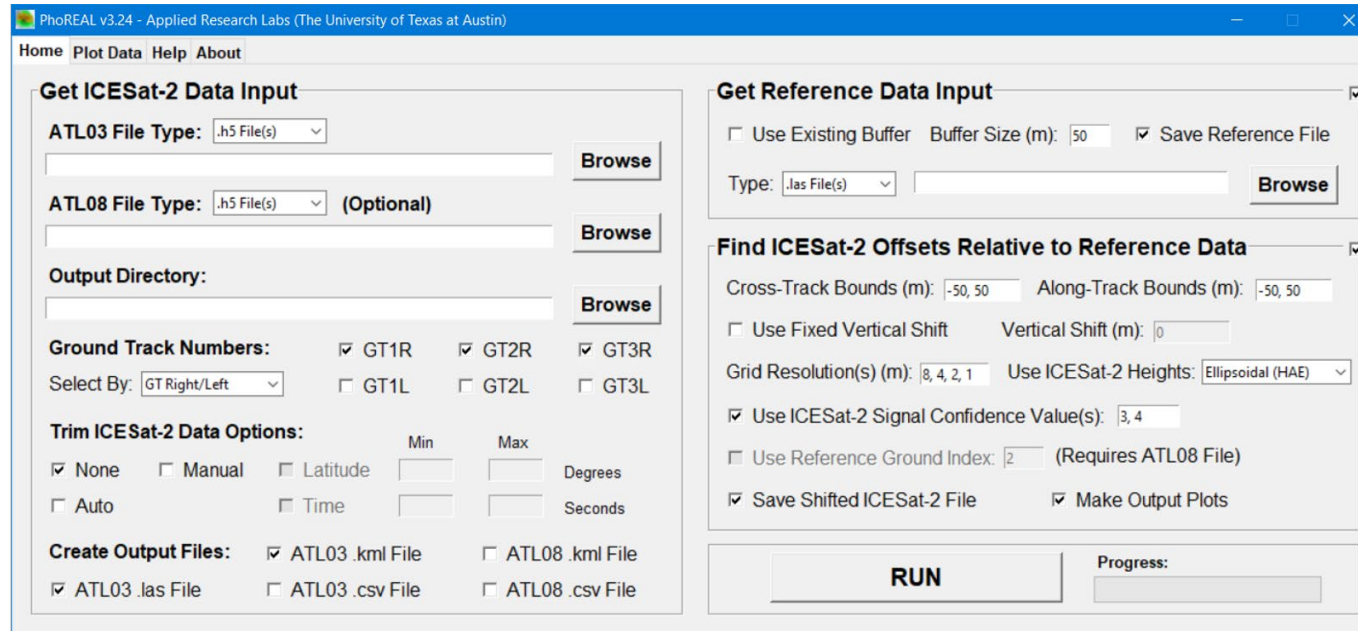 PhoREAL v3.24 - Applied Research Labs (The University of Texas at Austin)
Home Plot Data Help About
Get ICESat-2 Data Input
ATL03 File Type: .h5 File(s)
Browse
ATL08 File Type: .h5 File(s) (Optional)
Browse
Output Directory:
Browse
Ground Track Numbers: GT1R GT2R GT3R
Select By: GT Right/Left GT1L GT2L GT3L
Trim ICESat-2 Data Options: Min Max
None Manual Latitude Degrees
Auto Time Seconds
Create Output Files: ATL03 .kml File ATL08 .kml File
ATL03 .las File ATL03 .csv File ATL08 .csv File
Get Reference Data Input
Use Existing Buffer Buffer Size (m): 50 Save Reference File
Type: .las File(s) Browse
Find ICESat-2 Offsets Relative to Reference Data
Cross-Track Bounds (m): -50, 50 Along-Track Bounds (m): -50, 50
Use Fixed Vertical Shift Vertical Shift (m): 0
Grid Resolution(s) (m): 8, 4, 2, 1 Use ICESat-2 Heights: Ellipsoidal (HAE)
Use ICESat-2 Signal Confidence Value(s): 3, 4
Use Reference Ground Index: 2 (Requires ATL08 File)
Save Shifted ICESat-2 File Make Output Plots
RUN Progress: